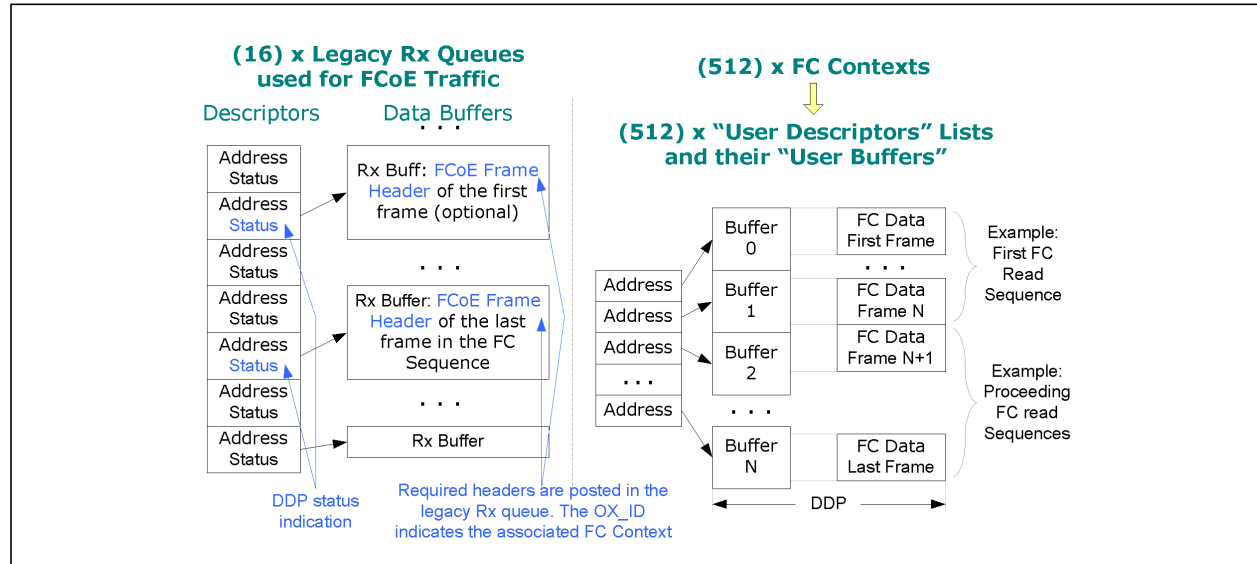 (16) x Legacy Rx Queues
used for FCoE Traffic
Descriptors
Data Buffers
. . .
Address
Status
Address
Status
Address
Status
Address
Status
Address
Status
Address
Status
Address
Status
Rx Buff: FCoE Frame
Header of the first
frame (optional)
. . .
Rx Buffer: FCoE Frame
Header of the last
frame in the FC
Sequence
. . .
Rx Buffer
DDP status
indication
Required headers are posted in the
legacy Rx queue. The OX_ID
indicates the associated FC Context
(512) x FC Contexts
(512) x “User Descriptors” Lists
and their “User Buffers”
Address
Address
Address
...
Address
Buffer
0
Buffer
1
Buffer
2
. . .
Buffer
N
FC Data
First Frame
. . .
FC Data
Frame N
FC Data
Frame N+1
FC Data
Last Frame
DDP
Example:
First FC
Read
Sequence
Example:
Proceeding
FC read
Sequences